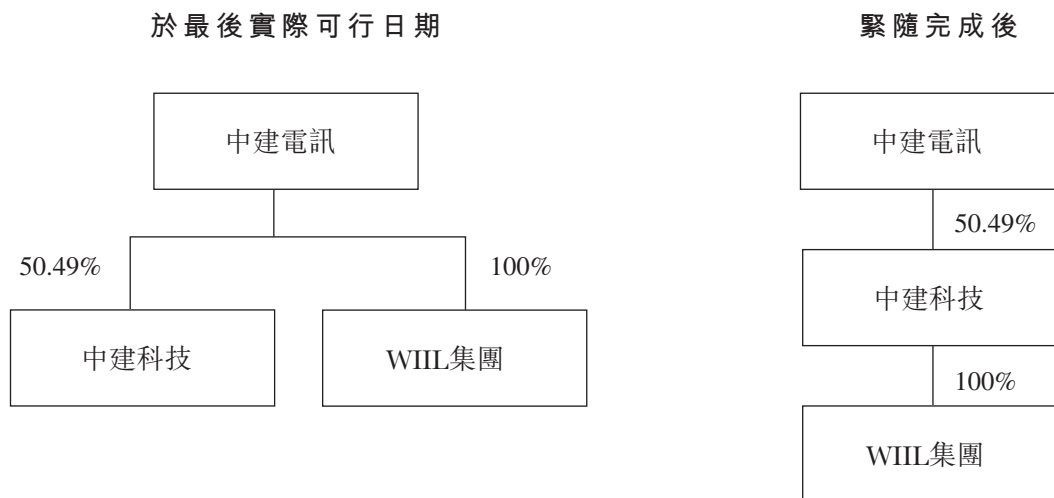 於最後實際可行日期
緊隨完成後
中建電訊
50.49%
100%
中建科技
WIIL集團
中建電訊
50.49%
中建科技
100%
WIIL集團